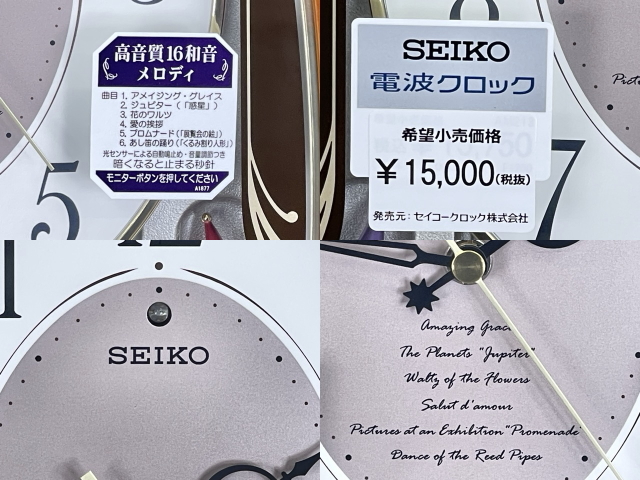 高音質16和音
メロディ
曲目 1. アメイジング・グレイス
2. ジュピター（「惑星」）
3. 花のワルツ
4. 愛の挨拶
5. プロムナード（「展覧会の絵」）
6. あし笛の踊り（「くるみ割り人形」）
光センサーによる自動鳴止め・音量調節つき
暗くなると止まる秒針
モニターボタンを押してください
A1677
5
SEIKO
電波クロック
希望小売価格
￥15,000(税抜)
発売元：セイコークロック株式会社
7
Pictu
1
SEIKO
Amazing Grac
The Planets "Jupiter"
Waltz of the Flowers
Salut d'amour
Pictures at an Exhibition "Promenade"
Dance of the Reed Pipes